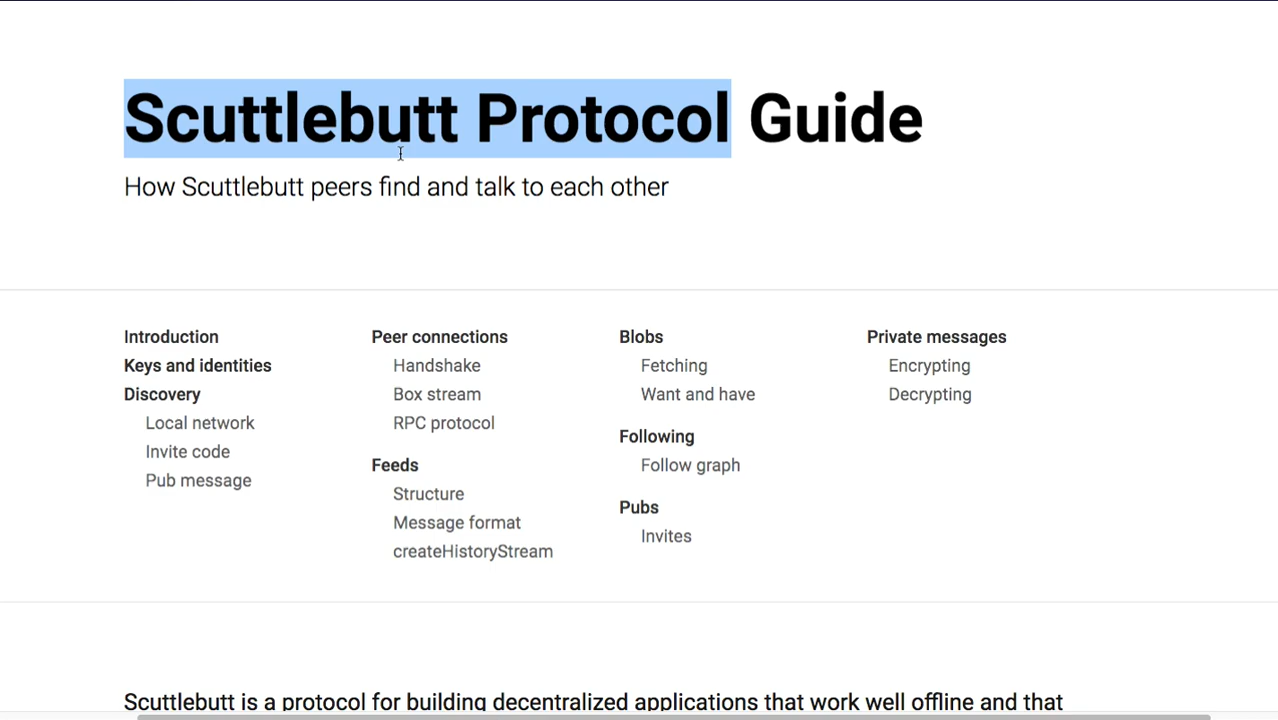 Scuttlebutt Protocol Guide
How Scuttlebutt peers find and talk to each other
Introduction
Keys and identities
Discovery
Local network
Invite code
Pub message
Peer connections
Handshake
Box stream
RPC protocol
Feeds
Structure
Message format
createHistoryStream
Blobs
Fetching
Want and have
Following
Follow graph
Pubs
Invites
Private messages
Encrypting
Decrypting
Scuttlebutt is a protocol for building decentralized applications that work well offline and that